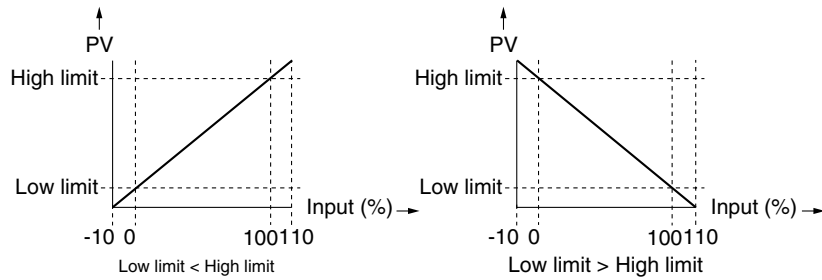 PV
High limit
Low limit
Input (%)
-10 0 100110
Low limit < High limit
PV
High limit
Low limit
Input (%)
-10 0 100110
Low limit > High limit